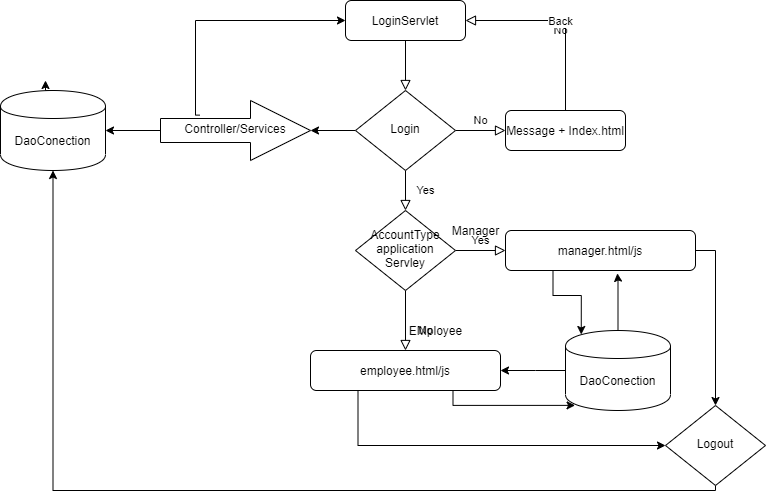 LoginServlet
Back
No
Controller/Services
Login
No
Message + Index.html
DaoConection
Yes
AccountType
application
Servley
Manager
Yes
manager.html/js
EMployee
No
employee.html/js
DaoConection
Logout